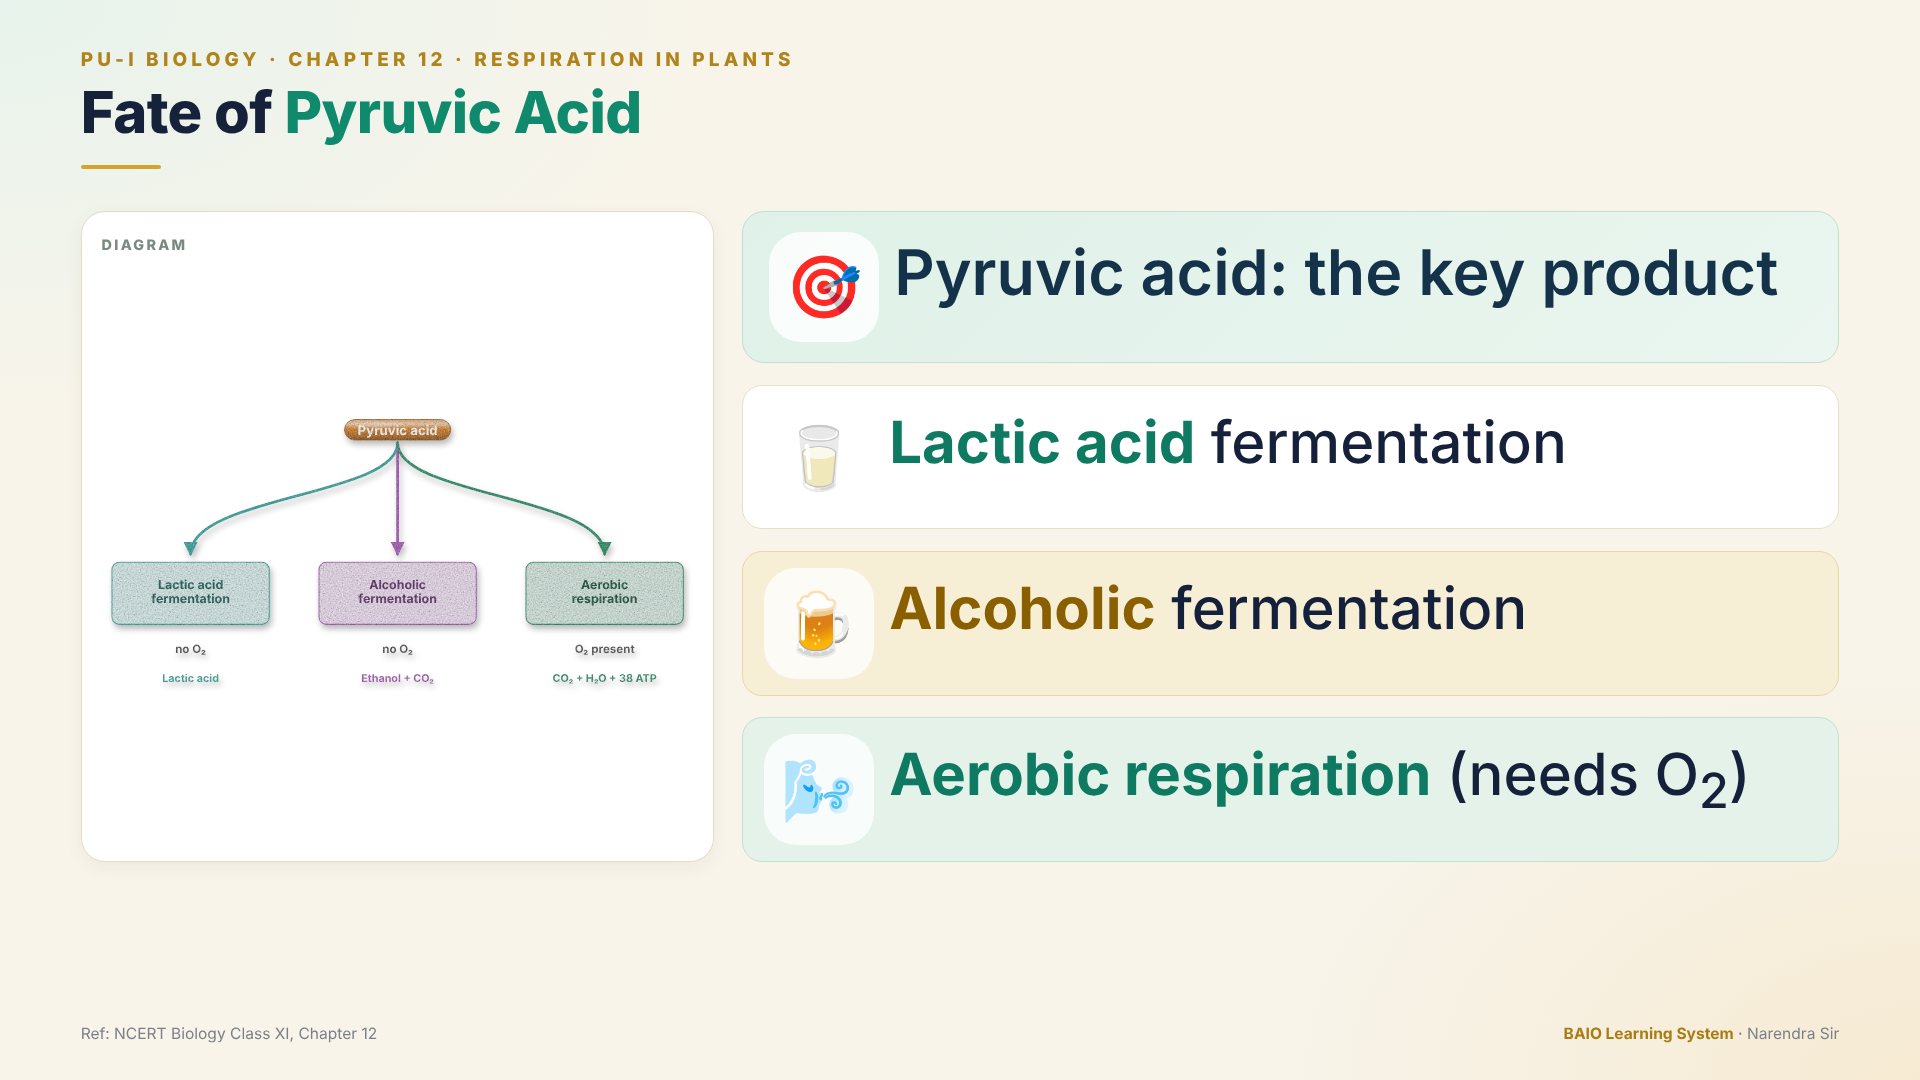 PU-I BIOLOGY · CHAPTER 12 · RESPIRATION IN PLANTS
Fate of Pyruvic Acid
DIAGRAM
Pyruvic acid
Lactic acid
fermentation
no O₂
Lactic acid
Alcoholic
fermentation
no O₂
Ethanol + CO₂
Aerobic
respiration
O₂ present
CO₂ + H₂O + 38 ATP
Pyruvic acid: the key product
Lactic acid fermentation
Alcoholic fermentation
Aerobic respiration (needs O₂)
Ref: NCERT Biology Class XI, Chapter 12
BAIO Learning System · Narendra Sir